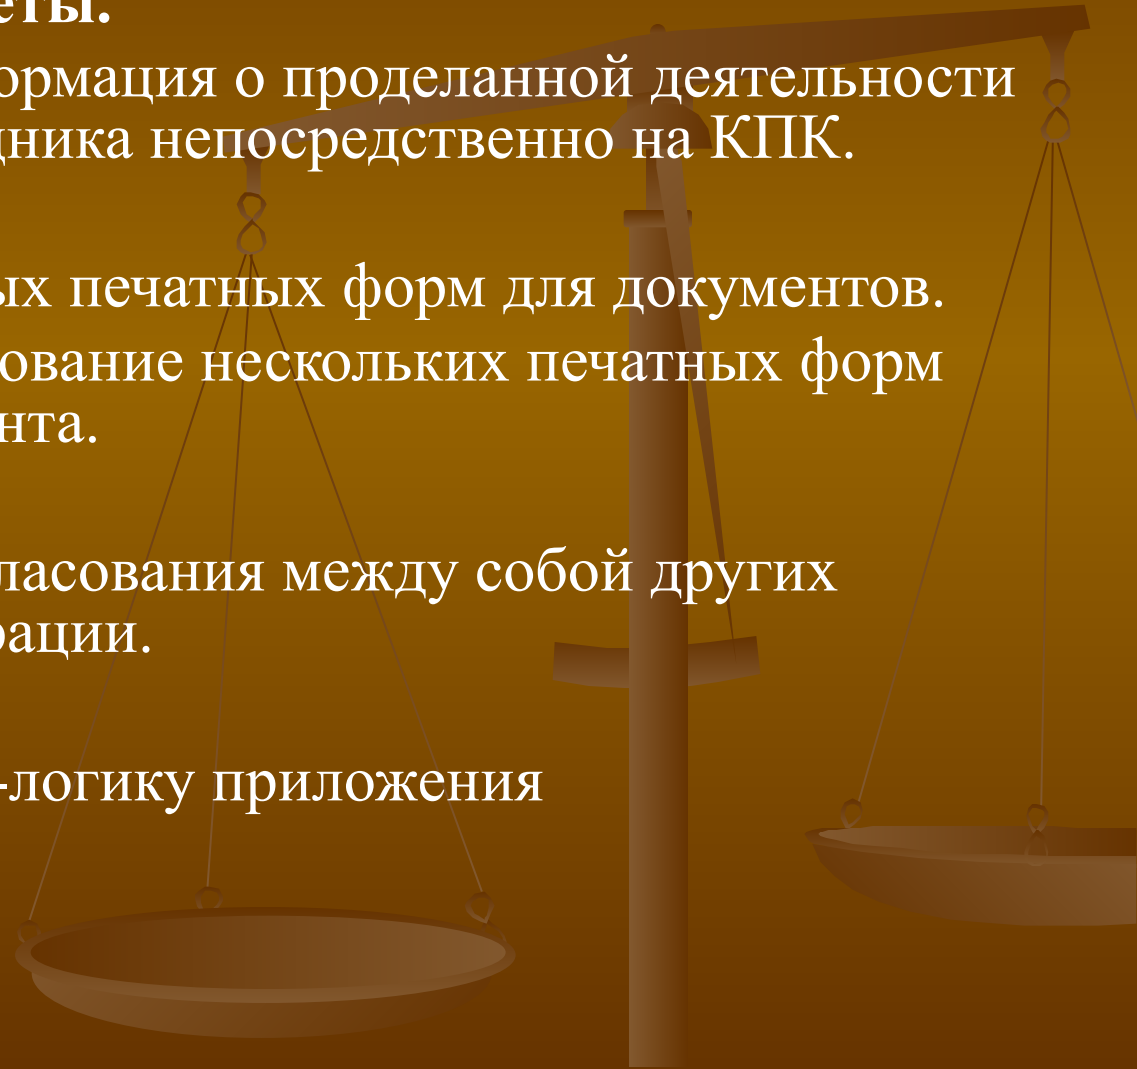 еты.
ормация о проделанной деятельности
дника непосредственно на КПК.
ых печатных форм для документов.
ование нескольких печатных форм
нта.
ласования между собой других
рации.
-логику приложения